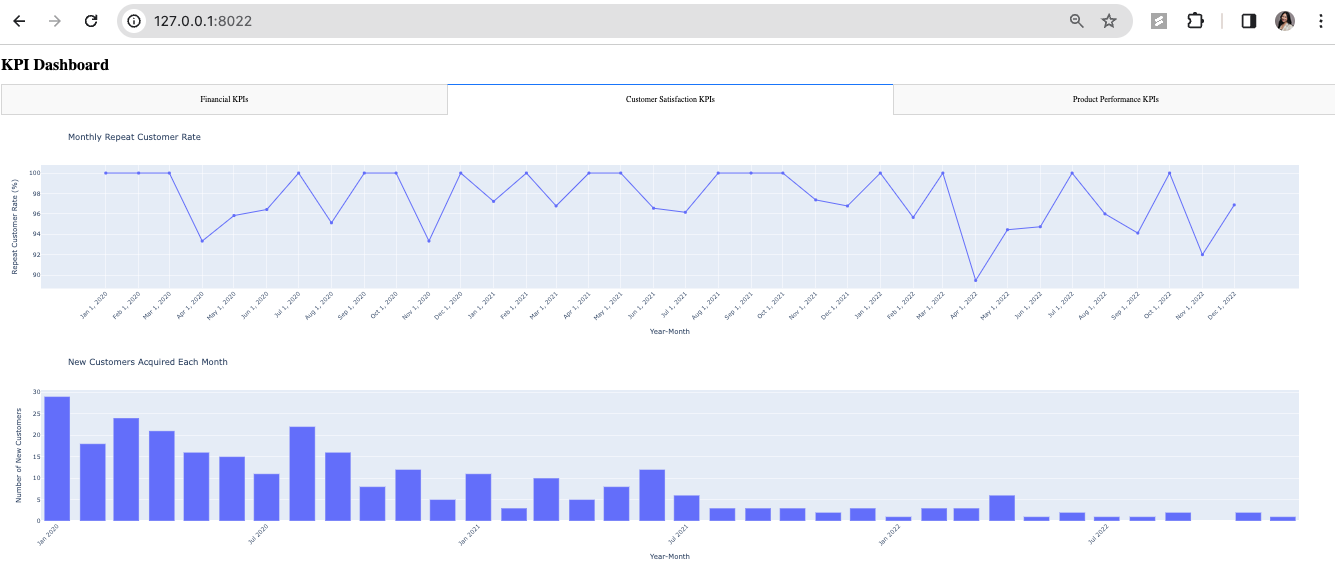 127.0.0.1:8022
KPI Dashboard
Financial KPIs
Customer Satisfaction KPIs
Product Performance KPIs
Monthly Repeat Customer Rate
Repeat Customer Rate (%)
100
98
96
94
92
90
Jan 1, 2020
Feb 1, 2020
Mar 1, 2020
Apr 1, 2020
May 1, 2020
Jun 1, 2020
Jul 1, 2020
Aug 1, 2020
Sep 1, 2020
Oct 1, 2020
Nov 1, 2020
Dec 1, 2020
Jan 1, 2021
Feb 1, 2021
Mar 1, 2021
Apr 1, 2021
May 1, 2021
Jun 1, 2021
Jul 1, 2021
Aug 1, 2021
Sep 1, 2021
Oct 1, 2021
Nov 1, 2021
Dec 1, 2021
Jan 1, 2022
Feb 1, 2022
Mar 1, 2022
Apr 1, 2022
May 1, 2022
Jun 1, 2022
Jul 1, 2022
Aug 1, 2022
Sep 1, 2022
Oct 1, 2022
Nov 1, 2022
Dec 1, 2022
Year-Month
New Customers Acquired Each Month
Number of New Customers
30
25
20
15
10
5
0
Jan 2020
Jul 2020
Jan 2021
Jul 2021
Jan 2022
Jul 2022
Year-Month